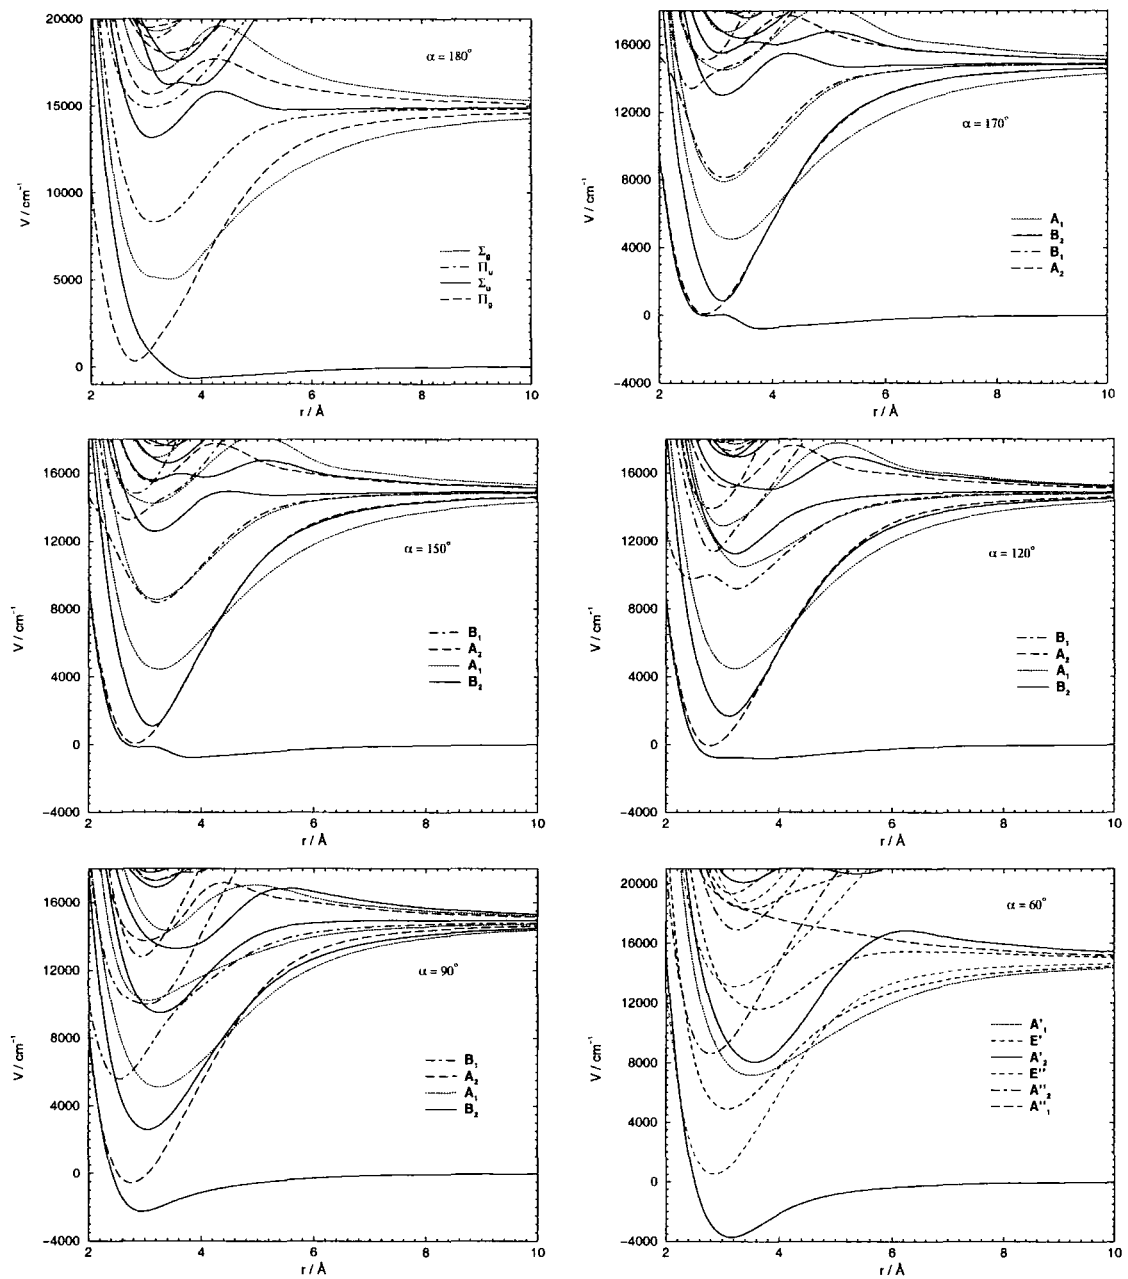 20000
15000
10000
5000
0
V / cm⁻¹
α = 180°
Σg
Πu
Σu
Πg
2 4 6 8 10
r / Å
16000
12000
8000
4000
0
−4000
V / cm⁻¹
α = 170°
A₁
B₂
B₁
A₂
2 4 6 8 10
r / Å
16000
12000
8000
4000
0
−4000
V / cm⁻¹
α = 150°
B₁
A₂
A₁
B₂
2 4 6 8 10
r / Å
16000
12000
8000
4000
0
−4000
V / cm⁻¹
α = 120°
B₁
A₂
A₁
B₂
2 4 6 8 10
r / Å
16000
12000
8000
4000
0
−4000
V / cm⁻¹
α = 90°
B₁
A₂
A₁
B₂
2 4 6 8 10
r / Å
20000
16000
12000
8000
4000
0
−4000
V / cm⁻¹
α = 60°
A'₁
E'
A'₂
E''
A''₂
A''₁
2 4 6 8 10
r / Å